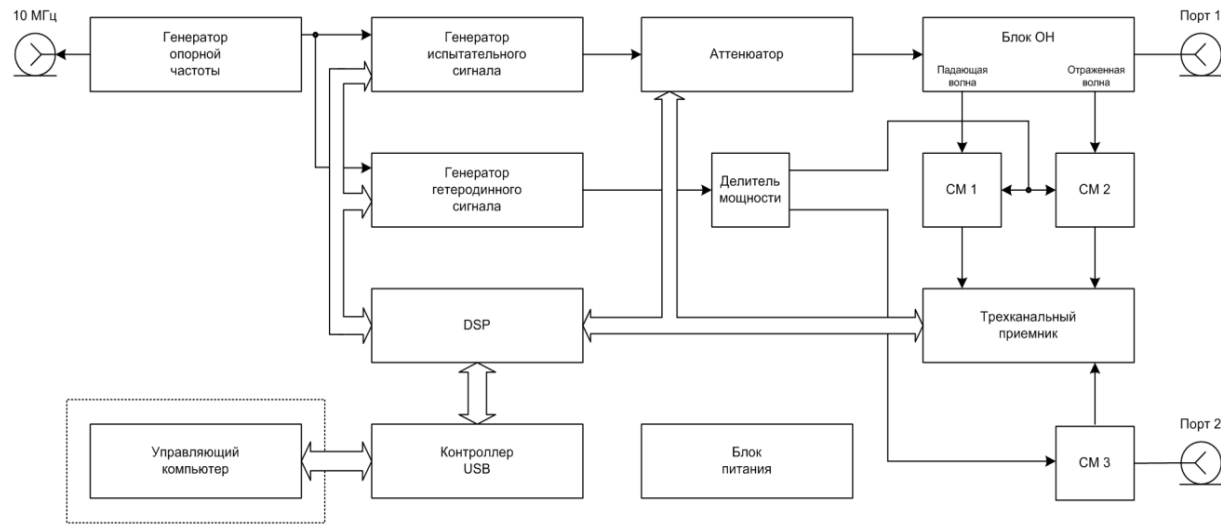 10 МГц
Генератор
опорной
частоты
Генератор
испытательного
сигнала
Аттенюатор
Блок ОН
Падающая
волна
Отраженная
волна
Порт 1
Генератор
гетеродинного
сигнала
Делитель
мощности
СМ 1
СМ 2
DSP
Трехканальный
приемник
Управляющий
компьютер
Контроллер
USB
Блок
питания
СМ 3
Порт 2